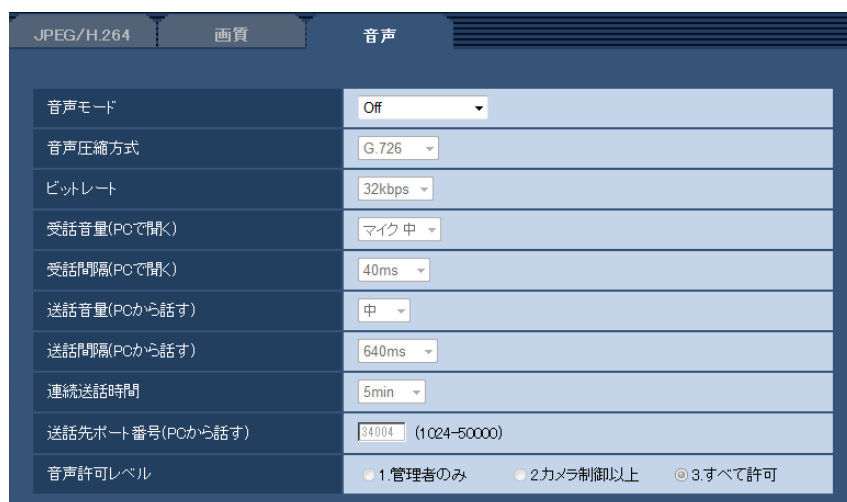 JPEG/H.264 画質 音声
音声モード Off
音声圧縮方式 G.726
ビットレート 32kbps
受話音量(PCで聞く) マイク 中
受話間隔(PCで聞く) 40ms
送話音量(PCから話す) 中
送話間隔(PCから話す) 640ms
連続送話時間 5min
送話先ポート番号(PCから話す) 34004 (1024-50000)
音声許可レベル 1.管理者のみ 2.カメラ制御以上 3.すべて許可